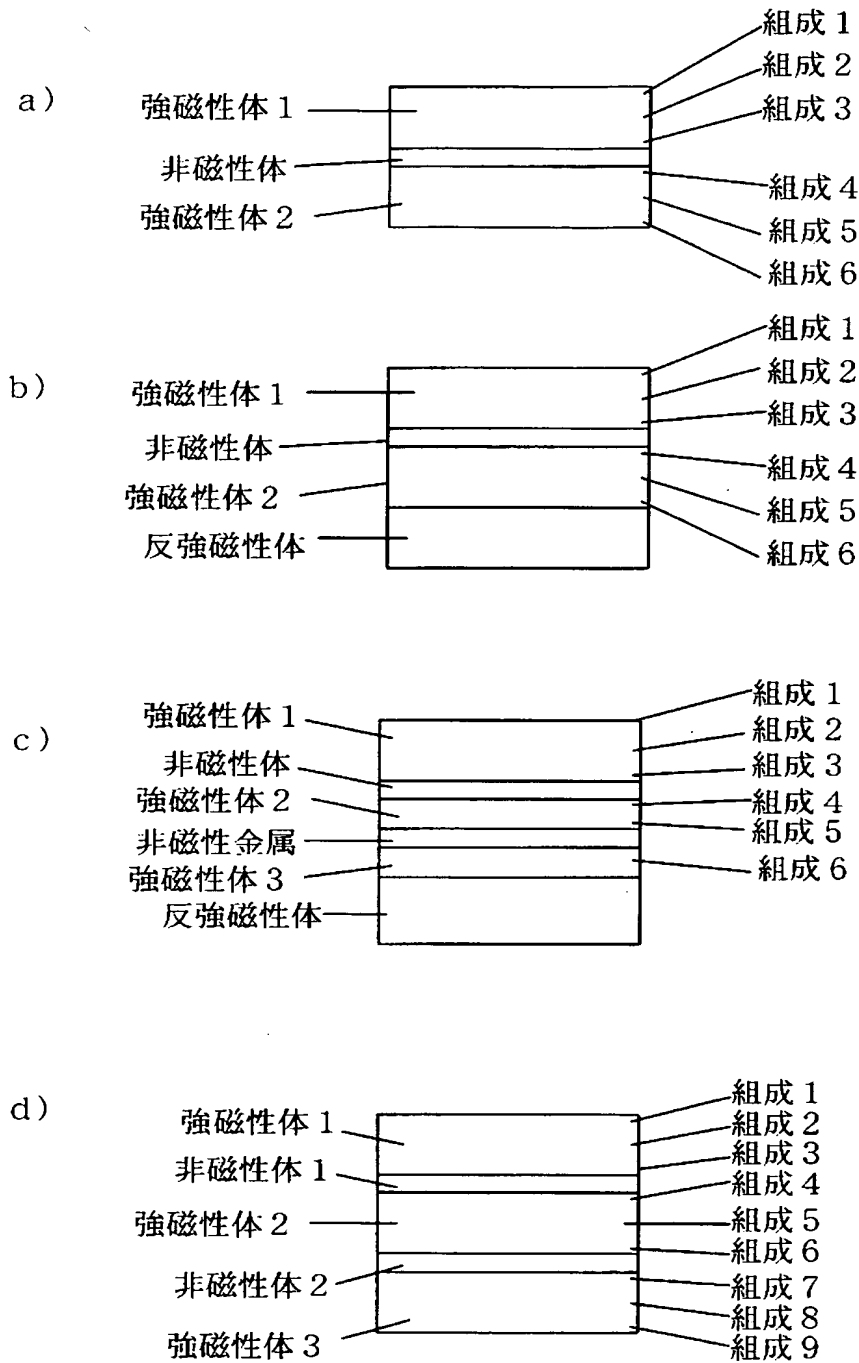 a)
強磁性体1
非磁性体
強磁性体2
組成1
組成2
組成3
組成4
組成5
組成6
b)
強磁性体1
非磁性体
強磁性体2
反強磁性体
組成1
組成2
組成3
組成4
組成5
組成6
c)
強磁性体1
非磁性体
強磁性体2
非磁性金属
強磁性体3
反強磁性体
組成1
組成2
組成3
組成4
組成5
組成6
d)
強磁性体1
非磁性体1
強磁性体2
非磁性体2
強磁性体3
組成1
組成2
組成3
組成4
組成5
組成6
組成7
組成8
組成9